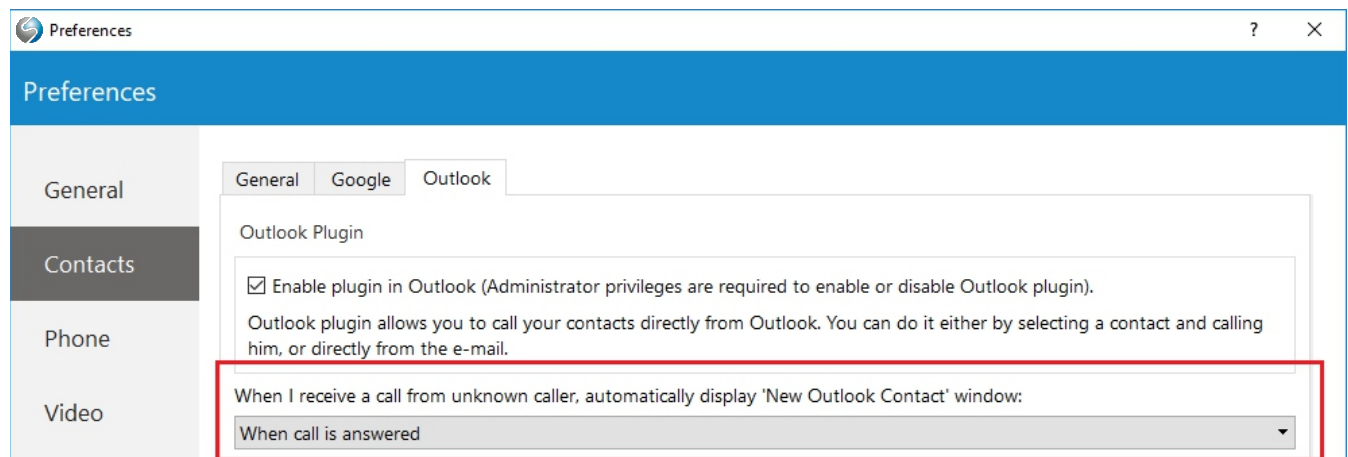 Preferences
?
Preferences
General
Contacts
Phone
Video
General Google Outlook
Outlook Plugin
Enable plugin in Outlook (Administrator privileges are required to enable or disable Outlook plugin).
Outlook plugin allows you to call your contacts directly from Outlook. You can do it either by selecting a contact and calling
him, or directly from the e-mail.
When I receive a call from unknown caller, automatically display 'New Outlook Contact' window:
When call is answered